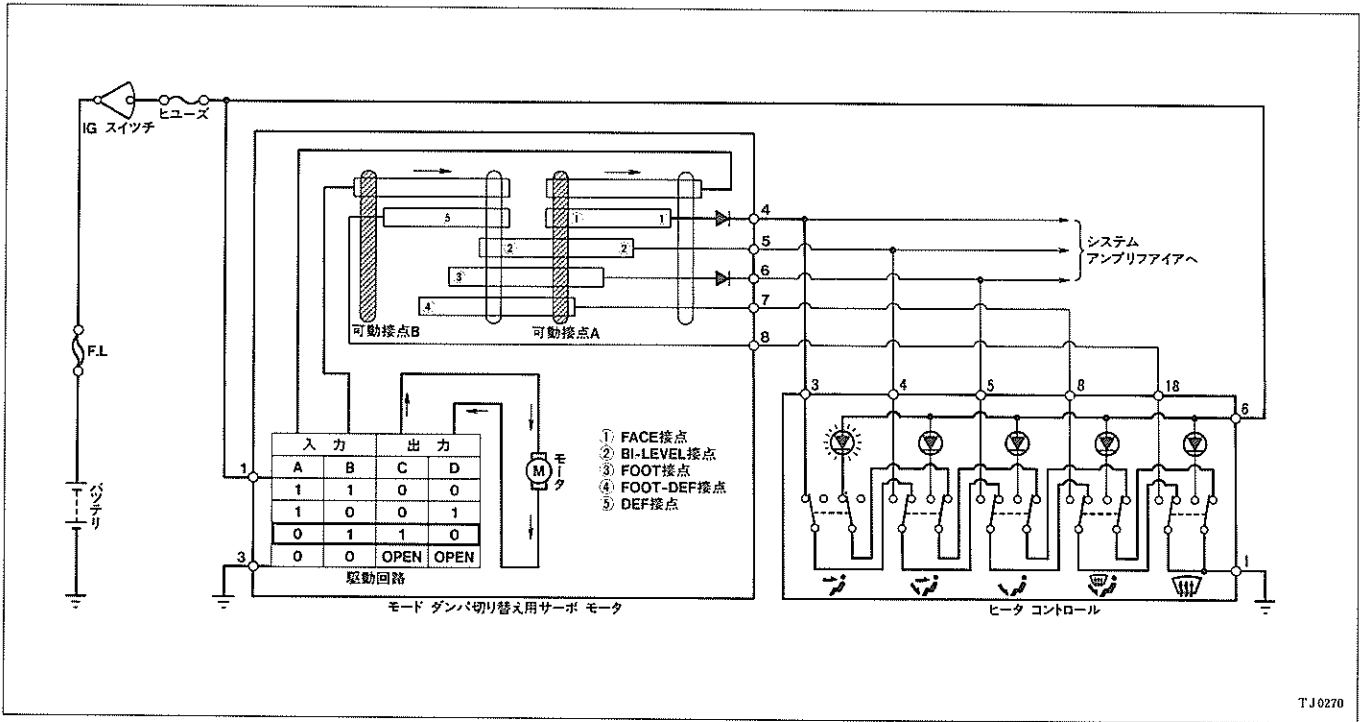 IG スイツチ
ヒユーズ
F.L
バツテリ
5
① 1
② ②
③
④
可動接点B
可動接点A
4
5
6
7
8
システム
アンプリフアイアへ
1
3
入 力 出 力
A B C D
1 1 0 0
1 0 0 1
0 1 1 0
0 0 OPEN OPEN
駆動回路
M
モータ
① FACE接点
② BI-LEVEL接点
③ FOOT接点
④ FOOT-DEF接点
⑤ DEF接点
モード ダンパ切り替え用サーボ モータ
3 4 5 8 18
6
1
ヒータ コントロール
TJ0270